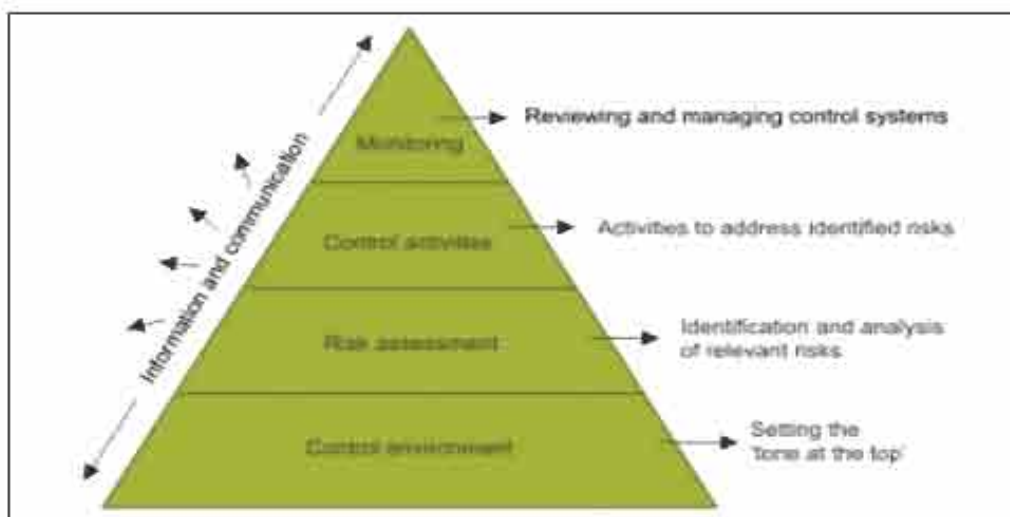 Reviewing and managing control systems
Monitoring
Information and communication
Control activities
Activities to address identified risks
Risk assessment
Identification and analysis
of relevant risks
Control environment
Setting the
'tone at the top'